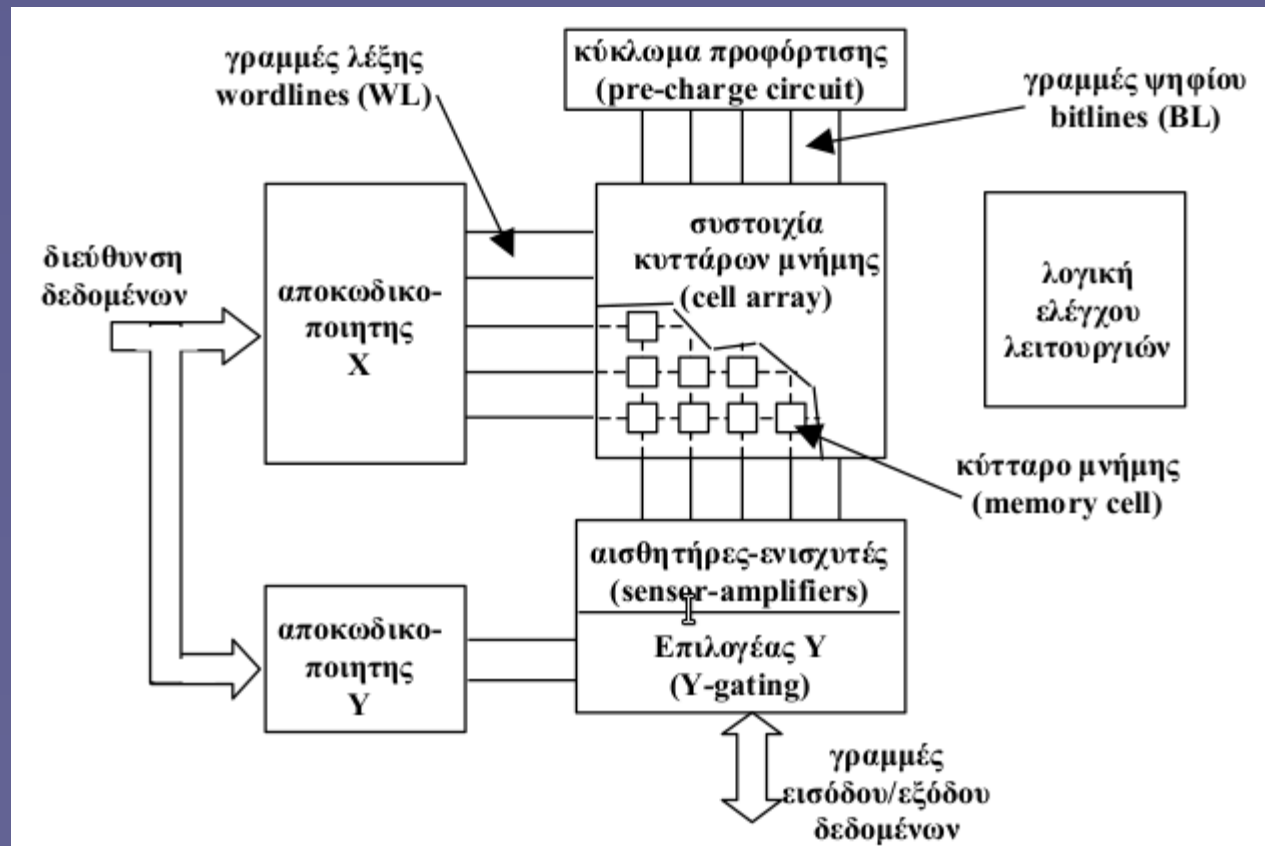 γραμμές λέξης
wordlines (WL)
κύκλωμα προφόρτισης
(pre-charge circuit)
γραμμές ψηφίου
bitlines (BL)
διεύθυνση
δεδομένων
αποκωδικο-
ποιητης
X
συστοιχία
κυττάρων μνήμης
(cell array)
λογική
ελέγχου
λειτουργιών
κύτταρο μνήμης
(memory cell)
αποκωδικο-
ποιητης
Y
αισθητήρες-ενισχυτές
(senser-amplifiers)
Επιλογέας Y
(Y-gating)
γραμμές
εισόδου/εξόδου
δεδομένων